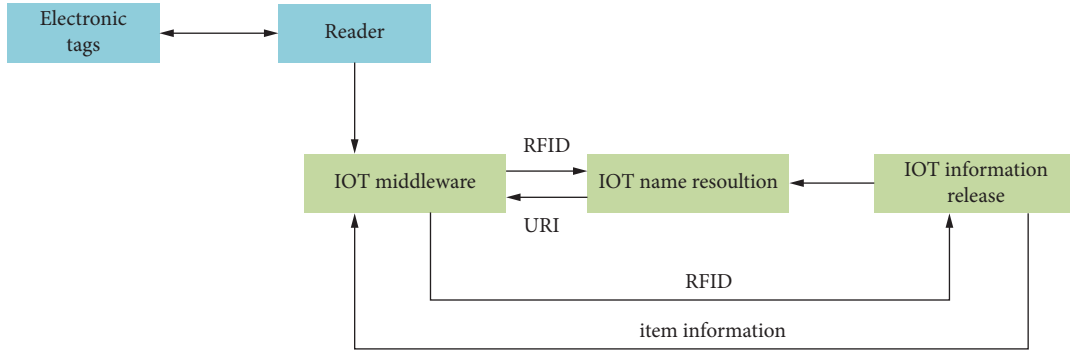 Electronic
tags
Reader
RFID
IOT middleware
IOT name resoultion
IOT information
release
URI
RFID
item information